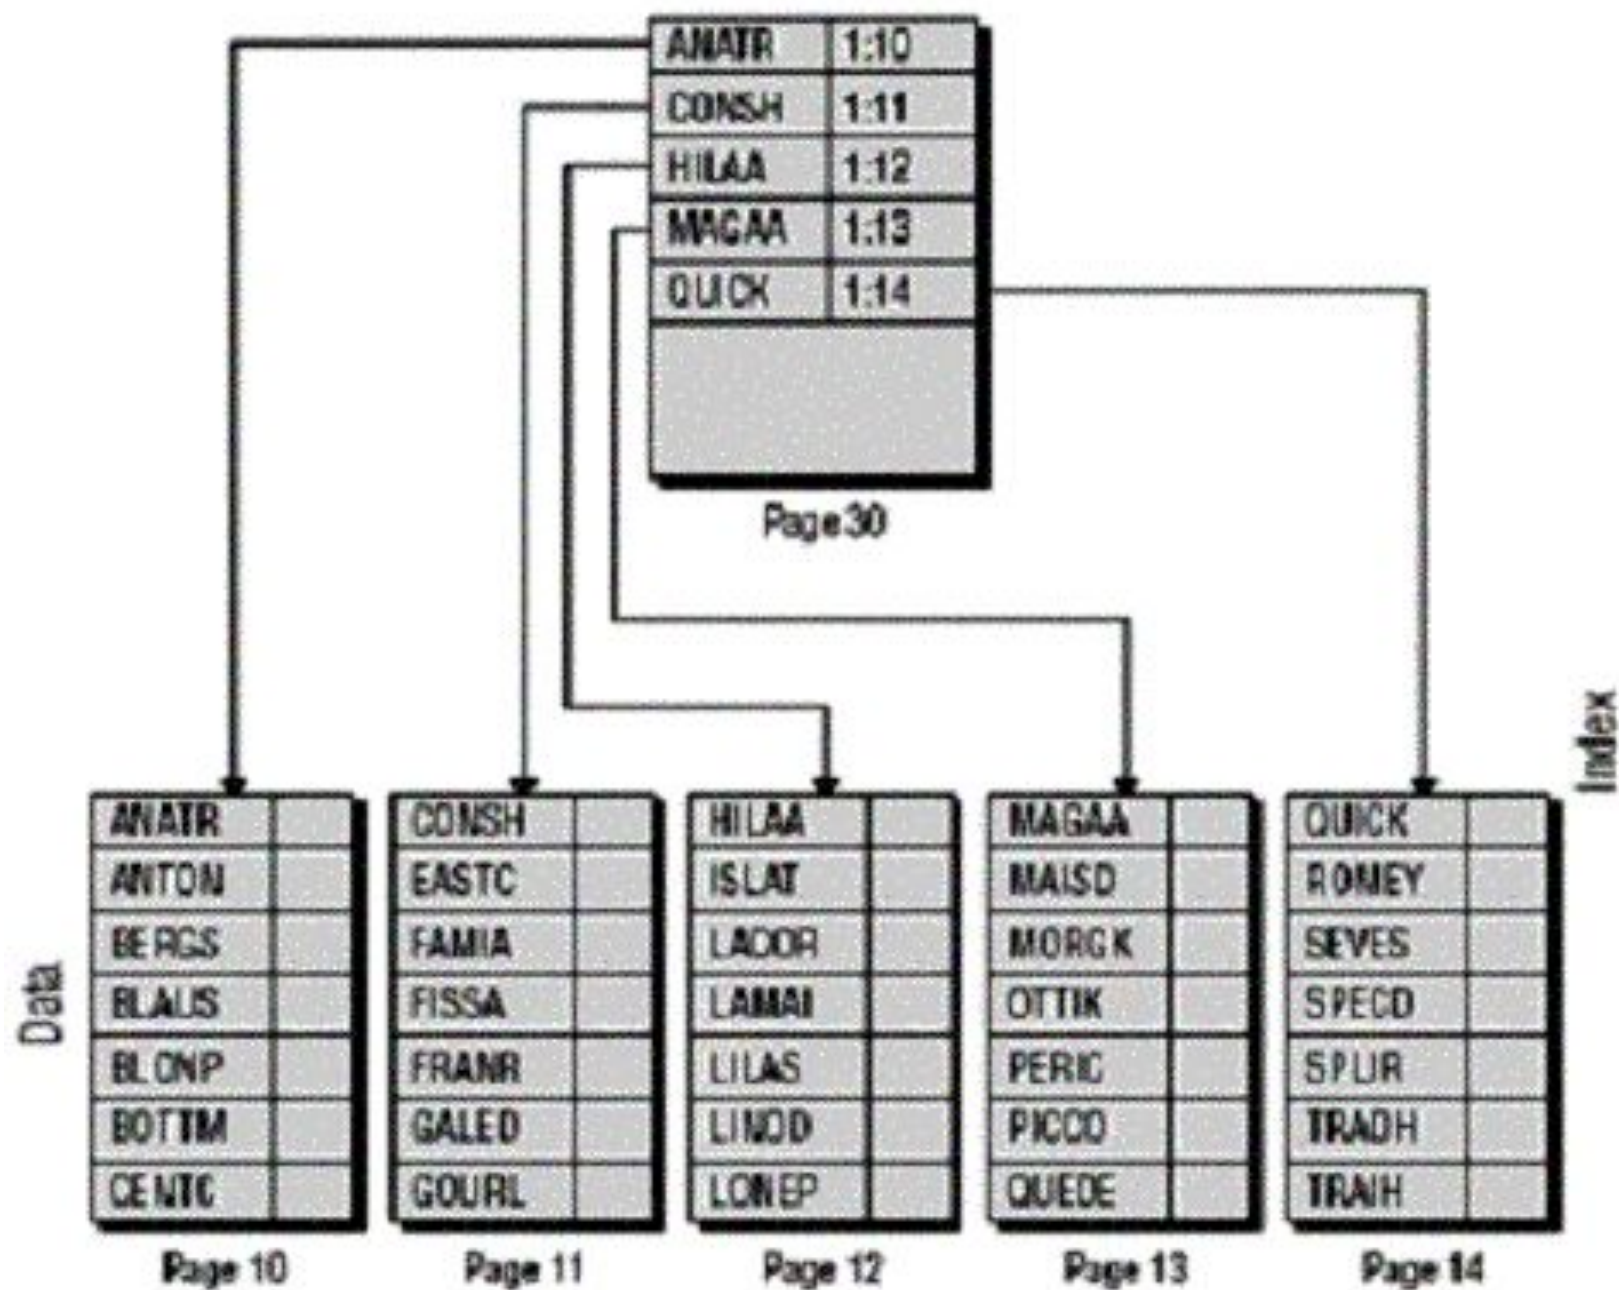 ANATR 1:10
CONSH 1:11
HILAA 1:12
MAGAA 1:13
QUICK 1:14
Page 30
Index
Data
ANATR
ANTON
BERGS
BLAUS
BLONP
BOTTM
CENTC
Page 10
CONSH
EASTC
FAMIA
FISSA
FRANR
GALED
GOURL
Page 11
HILAA
ISLAT
LAMAI
LILAS
LINOD
LONEP
Page 12
MAGAA
MAISD
MORGK
OTTIK
PERIC
PICCO
QUEDE
Page 13
QUICK
ROMEY
SEVES
SPECD
SPLIR
TRAIH
Page 14